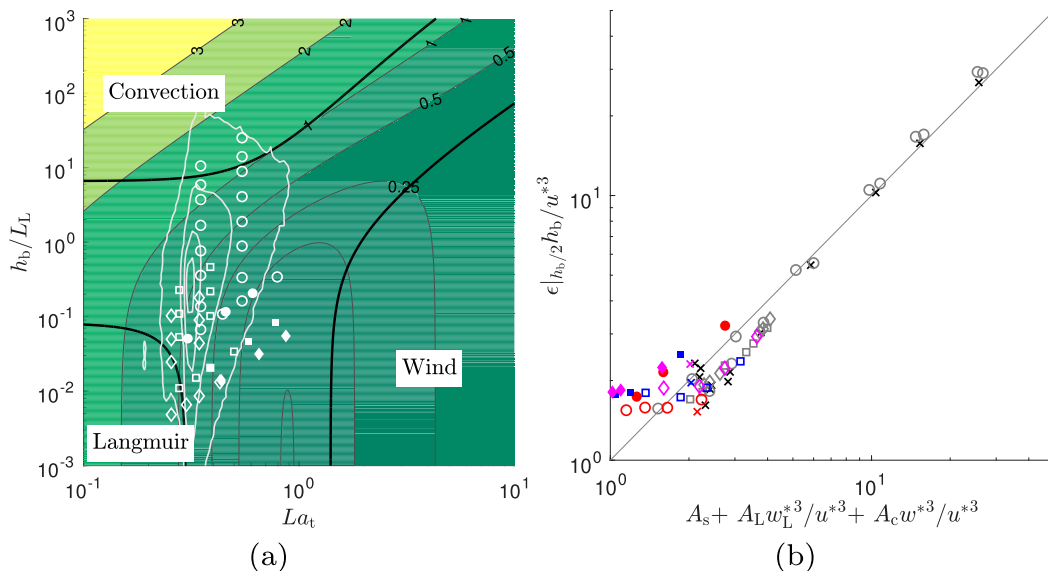 10^3
10^2
10^1
10^0
10^-1
10^-2
10^-3
h_b/L_L
3
3
2
2
1
1
1
0.5
0.5
0.25
Convection
Langmuir
Wind
10^-1
10^0
10^1
La_t
(a)
10^1
10^0
ϵ|_{h_b/2} h_b/u^{*3}
10^0
10^1
A_s + A_L w_L^{*3}/u^{*3} + A_c w^{*3}/u^{*3}
(b)